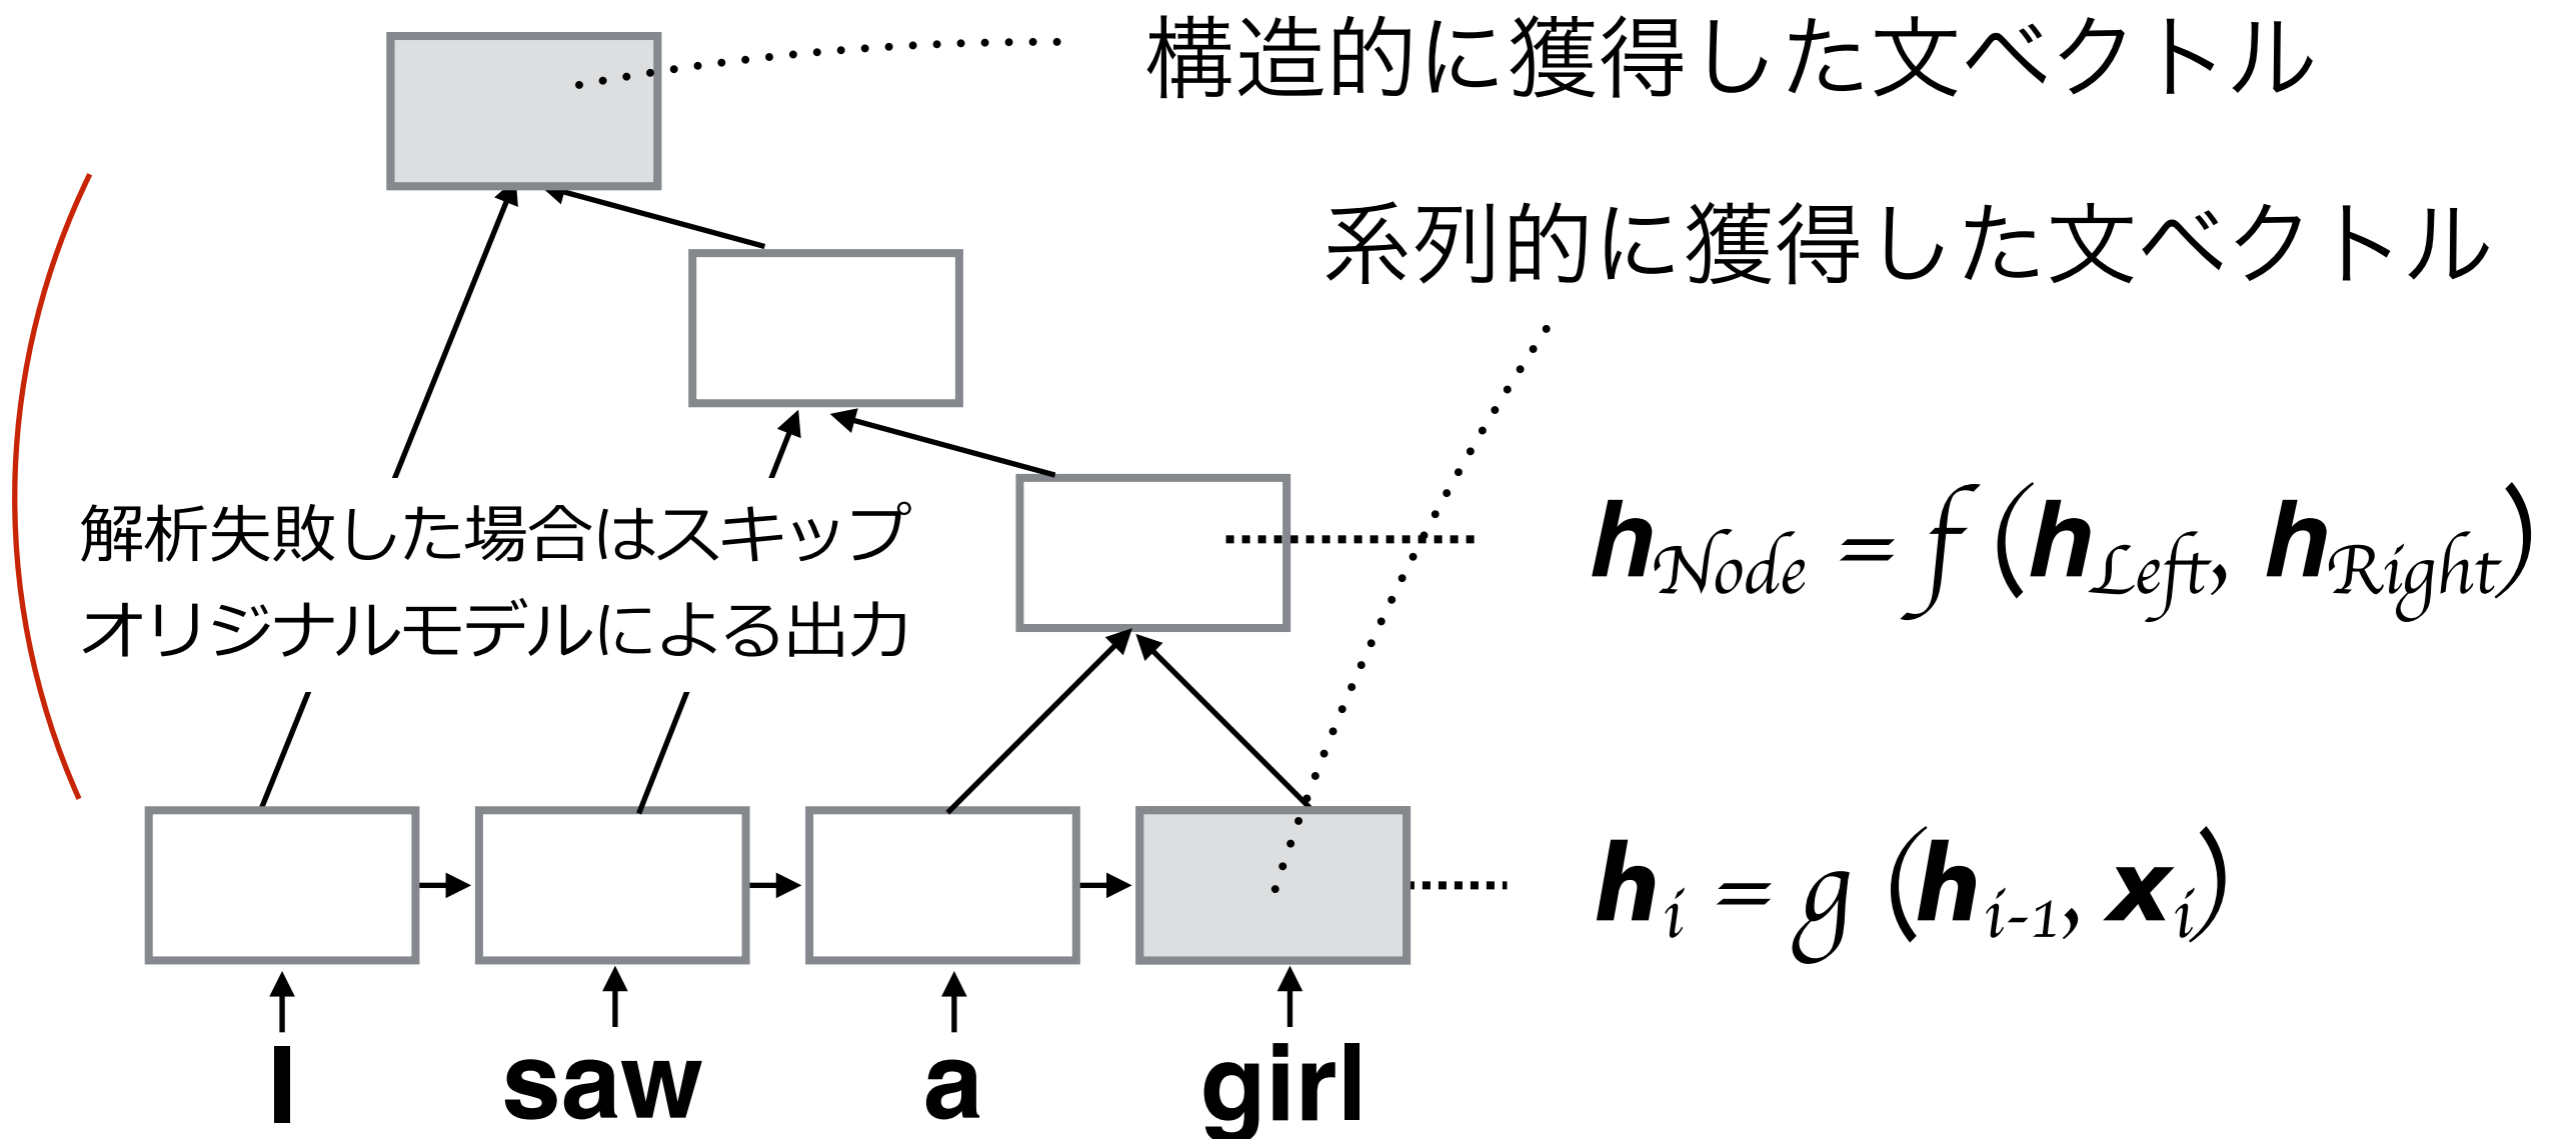 構造的に獲得した文ベクトル
系列的に獲得した文ベクトル
解析失敗した場合はスキップ
オリジナルモデルによる出力
h_Node = f (h_Left, h_Right)
h_i = g (h_i-1, x_i)
I saw a girl